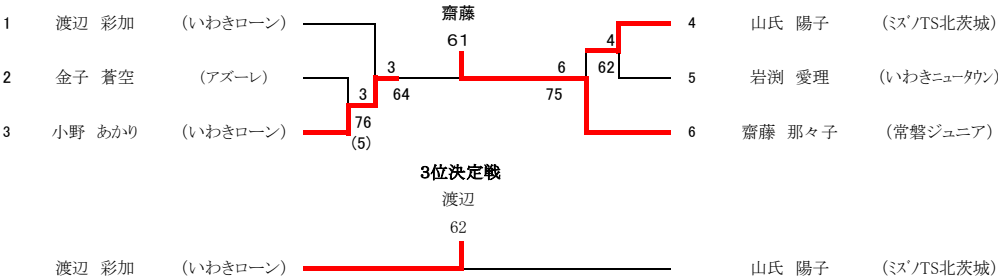 齋藤
61
1 渡辺 彩加 (いわきローン)
4 山氏 陽子 (ミズノTS北茨城)
4
62
2 金子 蒼空 (アズーレ)
3
64
6
75
5 岩渕 愛理 (いわきニュータウン)
3
76
(5)
3 小野 あかり (いわきローン)
6 齋藤 那々子 (常磐ジュニア)
3位決定戦
渡辺
62
渡辺 彩加 (いわきローン)
山氏 陽子 (ミズノTS北茨城)